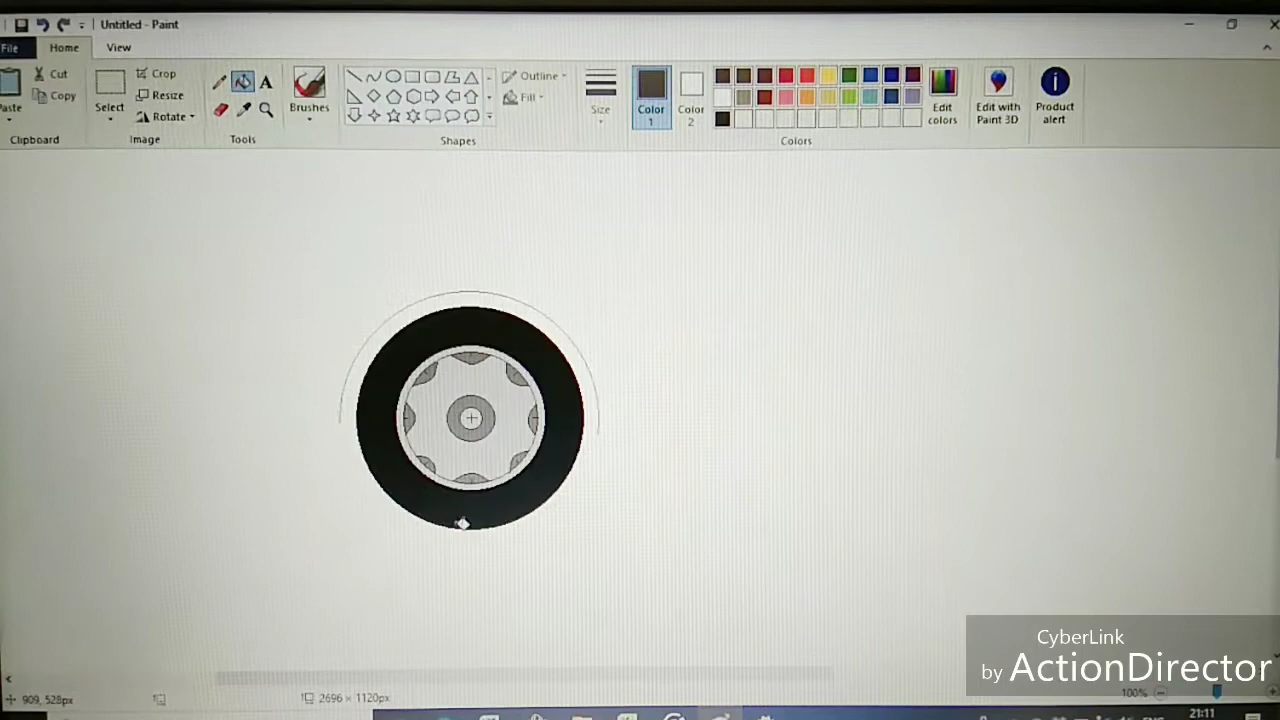 Untitled - Paint
File Home View
Cut
Copy
Paste
Clipboard
Select
Crop
Resize
Rotate
Image
A
Tools
Brushes
Shapes
Outline
Fill
Size
Color 1
Color 2
Colors
Edit colors
Edit with Paint 3D
Product alert
909, 528px
2696 × 1120px
100%
21:11
CyberLink
by ActionDirector